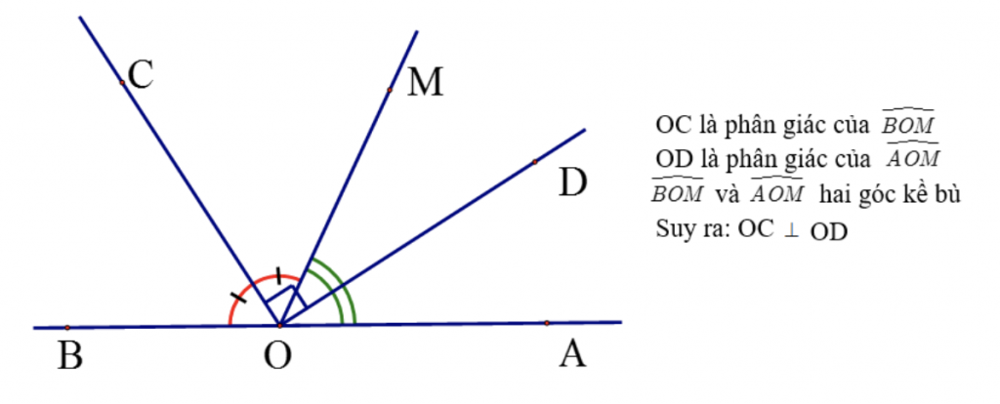 C
M
D
B
O
A
OC là phân giác của BOM
OD là phân giác của AOM
BOM và AOM hai góc kề bù
Suy ra: OC ⊥ OD